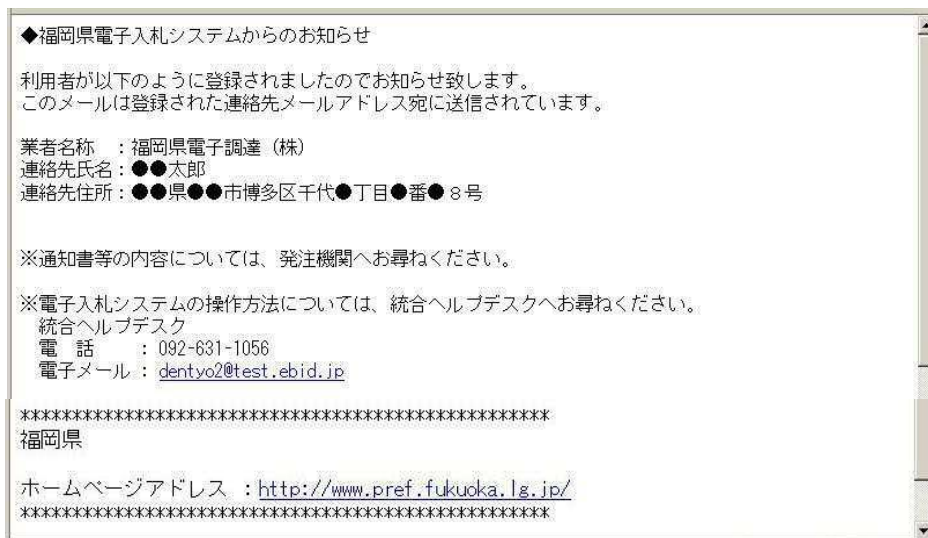 ◆福岡県電子入札システムからのお知らせ
利用者が以下のように登録されましたのでお知らせ致します。
このメールは登録された連絡先メールアドレス宛に送信されています。
業者名称　：福岡県電子調達（株）
連絡先氏名：●●太郎
連絡先住所：●●県●●市博多区千代●丁目●番●８号
※通知書等の内容については、発注機関へお尋ねください。
※電子入札システムの操作方法については、統合ヘルプデスクへお尋ねください。
統合ヘルプデスク
電　話　　：092-631-1056
電子メール：dentyo2@test.ebid.jp
****************************************************
福岡県
ホームページアドレス ：http://www.pref.fukuoka.lg.jp/
****************************************************